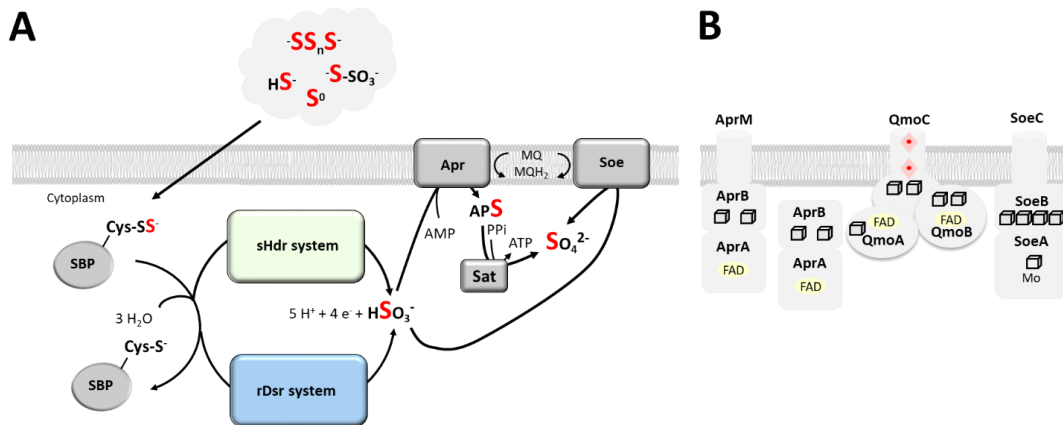 A
-SSnS-
HS-
-S-SO3-
S0
Cytoplasm
Cys-SS-
SBP
3 H2O
Cys-S-
SBP
sHdr system
rDsr system
5 H+ + 4 e- + HSO3-
Apr
MQ
MQH2
Soe
AMP
APS
PPi
ATP
Sat
SO42-
B
AprM
QmoC
SoeC
AprB
AprA
FAD
AprB
AprA
FAD
FAD
QmoA
FAD
QmoB
SoeB
SoeA
Mo